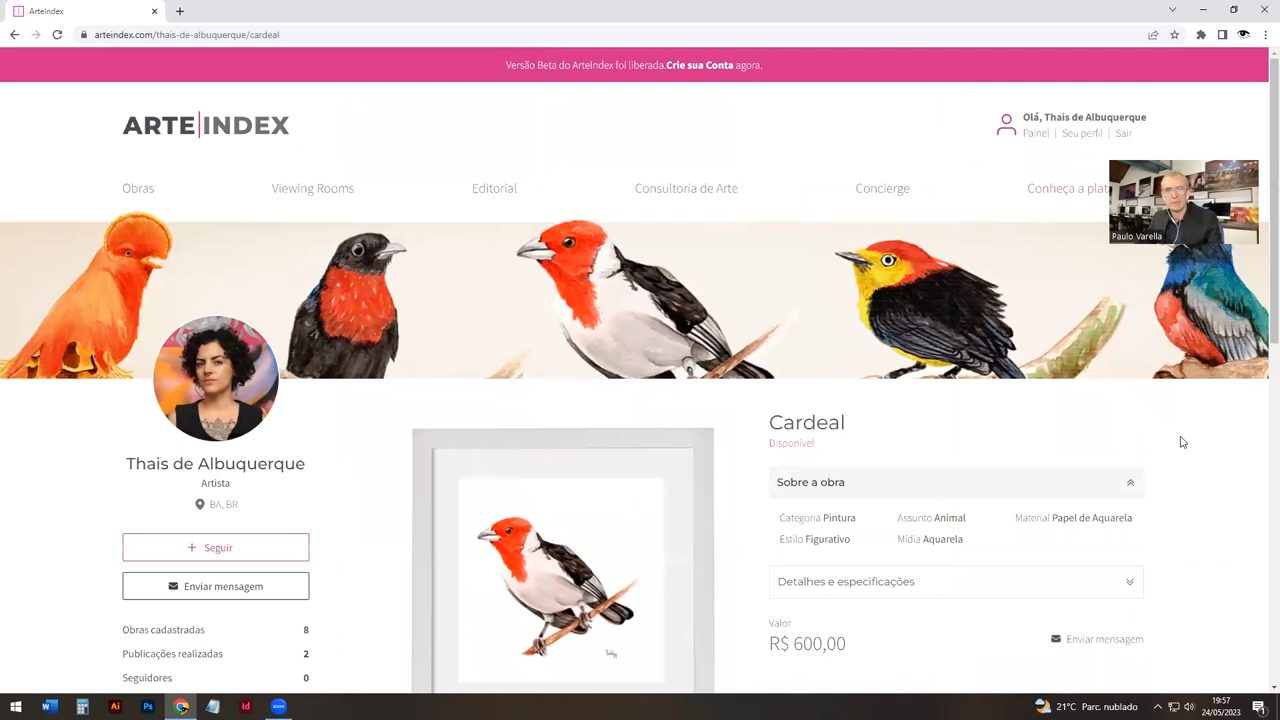 ArteIndex
arteindex.com/thais-de-albuquerque/cardeal
Versão Beta do ArteIndex foi liberada.Crie sua Conta agora.
ARTE|INDEX
Olá, Thais de Albuquerque
Painel | Seu perfil | Sair
Obras Viewing Rooms Editorial Consultoria de Arte Concierge Conheça a plat
Paulo Varella
Thais de Albuquerque
Artista
BA, BR
+ Seguir
Enviar mensagem
Obras cadastradas 8
Publicações realizadas 2
Seguidores 0
Cardeal
Disponível
Sobre a obra
Categoria Pintura Assunto Animal Material Papel de Aquarela
Estilo Figurativo Mídia Aquarela
Detalhes e especificações
Valor
R$ 600,00
Enviar mensagem
21°C Parc. nublado
19:57
24/05/2023